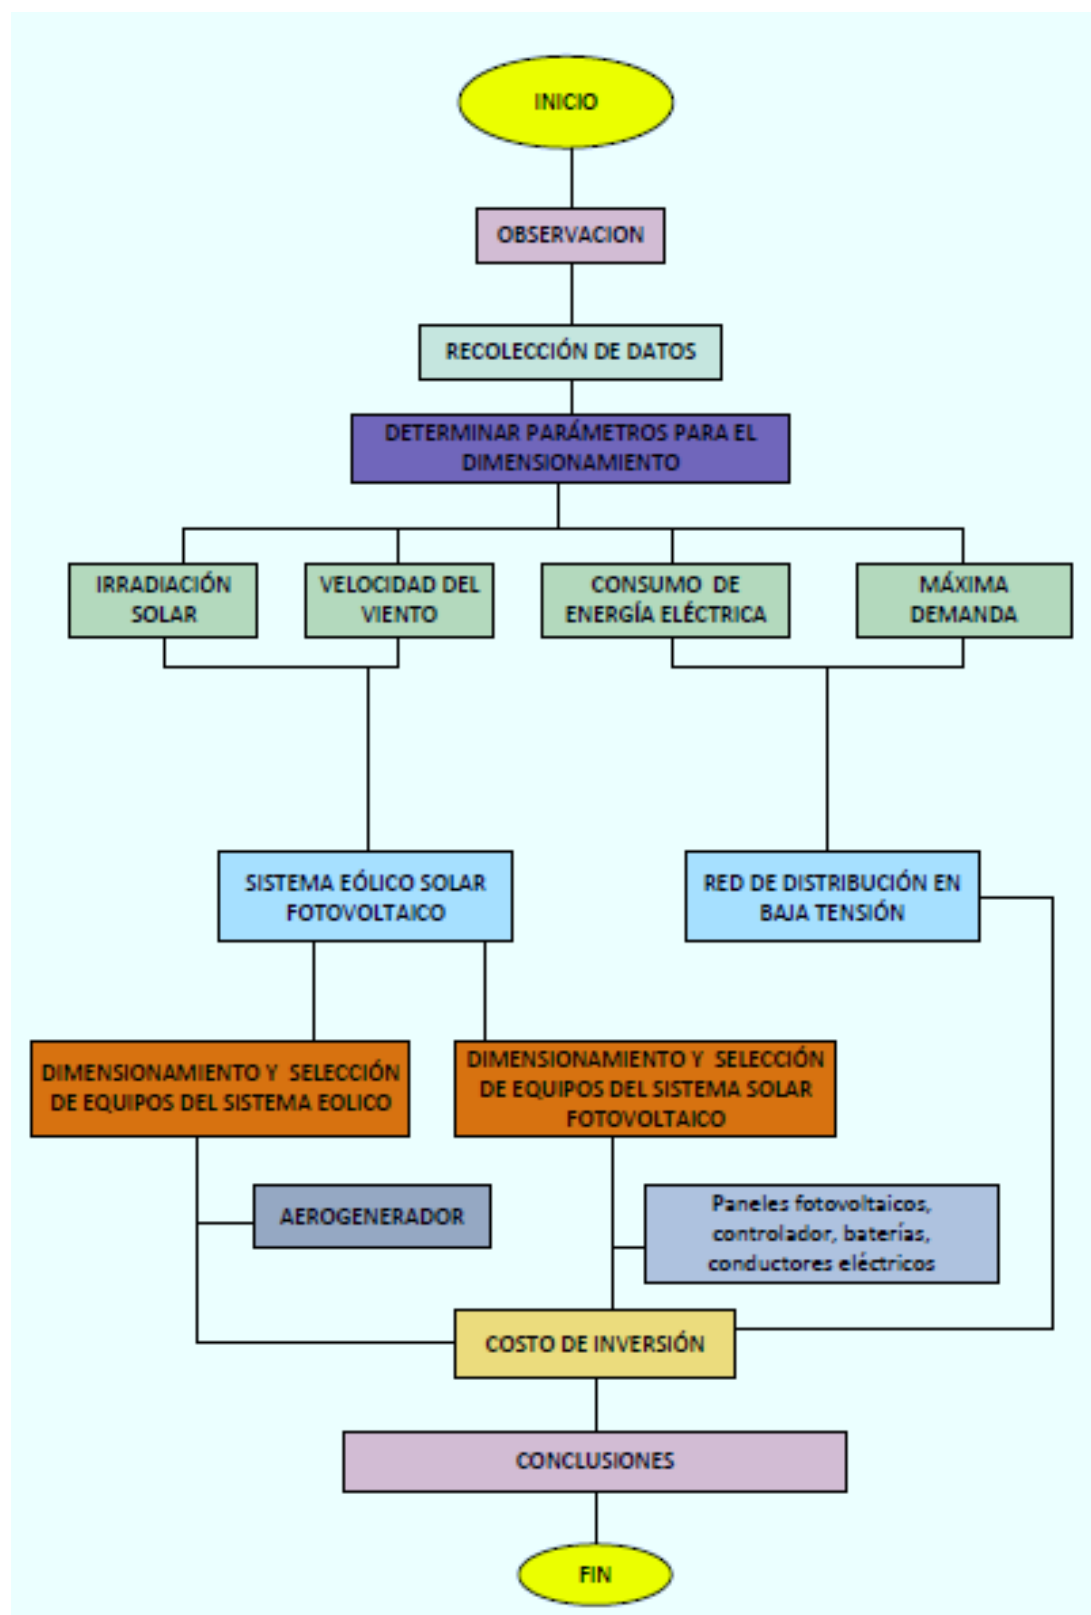 INICIO
OBSERVACION
RECOLECCIÓN DE DATOS
DETERMINAR PARÁMETROS PARA EL
DIMENSIONAMIENTO
IRRADIACIÓN
SOLAR
VELOCIDAD DEL
VIENTO
CONSUMO DE
ENERGÍA ELÉCTRICA
MÁXIMA
DEMANDA
SISTEMA EÓLICO SOLAR
FOTOVOLTAICO
RED DE DISTRIBUCIÓN EN
BAJA TENSIÓN
DIMENSIONAMIENTO Y SELECCIÓN
DE EQUIPOS DEL SISTEMA EOLICO
DIMENSIONAMIENTO Y SELECCIÓN
DE EQUIPOS DEL SISTEMA SOLAR
FOTOVOLTAICO
AEROGENERADOR
Paneles fotovoltaicos,
controlador, baterías,
conductores eléctricos
COSTO DE INVERSIÓN
CONCLUSIONES
FIN